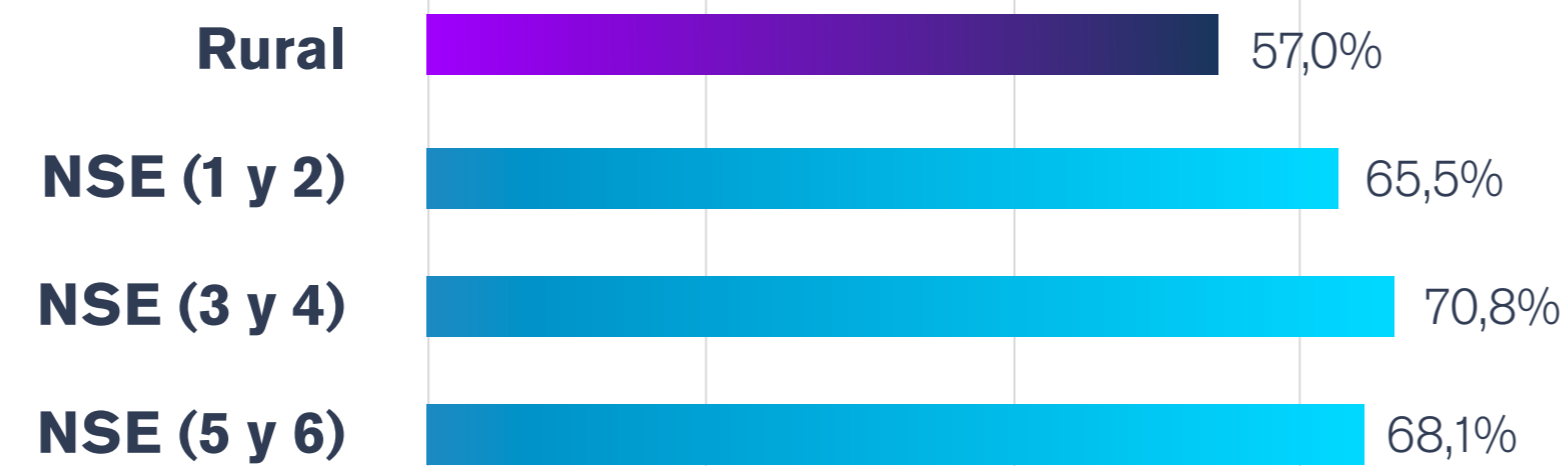 Rural 57,0%
NSE (1 y 2) 65,5%
NSE (3 y 4) 70,8%
NSE (5 y 6) 68,1%